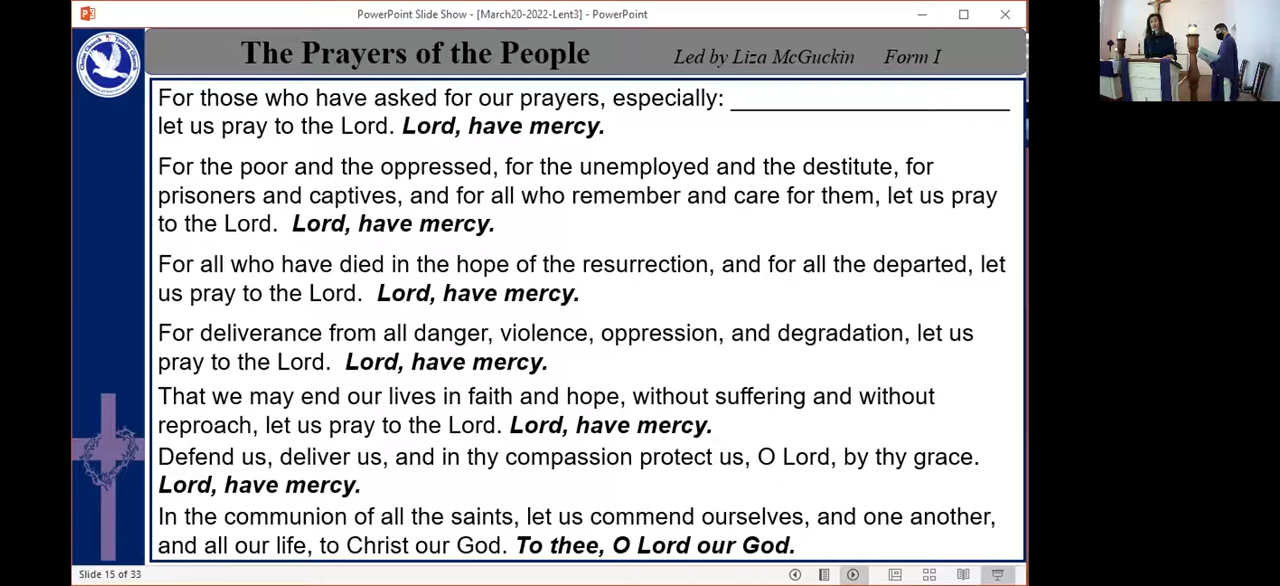 PowerPoint Slide Show - [March20-2022-Lent3] - PowerPoint
The Prayers of the People Led by Liza McGuckin Form I
For those who have asked for our prayers, especially: ____________________
let us pray to the Lord. Lord, have mercy.
For the poor and the oppressed, for the unemployed and the destitute, for
prisoners and captives, and for all who remember and care for them, let us pray
to the Lord. Lord, have mercy.
For all who have died in the hope of the resurrection, and for all the departed, let
us pray to the Lord. Lord, have mercy.
For deliverance from all danger, violence, oppression, and degradation, let us
pray to the Lord. Lord, have mercy.
That we may end our lives in faith and hope, without suffering and without
reproach, let us pray to the Lord. Lord, have mercy.
Defend us, deliver us, and in thy compassion protect us, O Lord, by thy grace.
Lord, have mercy.
In the communion of all the saints, let us commend ourselves, and one another,
and all our life, to Christ our God. To thee, O Lord our God.
Slide 15 of 33